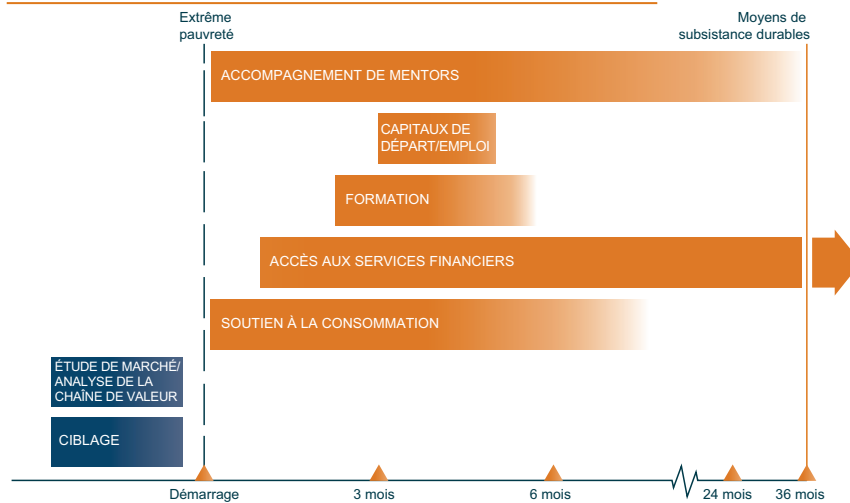 Extrême
pauvreté
Moyens de
subsistance durables
ACCOMPAGNEMENT DE MENTORS
CAPITAUX DE
DÉPART/EMPLOI
FORMATION
ACCÈS AUX SERVICES FINANCIERS
SOUTIEN À LA CONSOMMATION
ÉTUDE DE MARCHÉ/
ANALYSE DE LA
CHAÎNE DE VALEUR
CIBLAGE
Démarrage
3 mois
6 mois
24 mois
36 mois